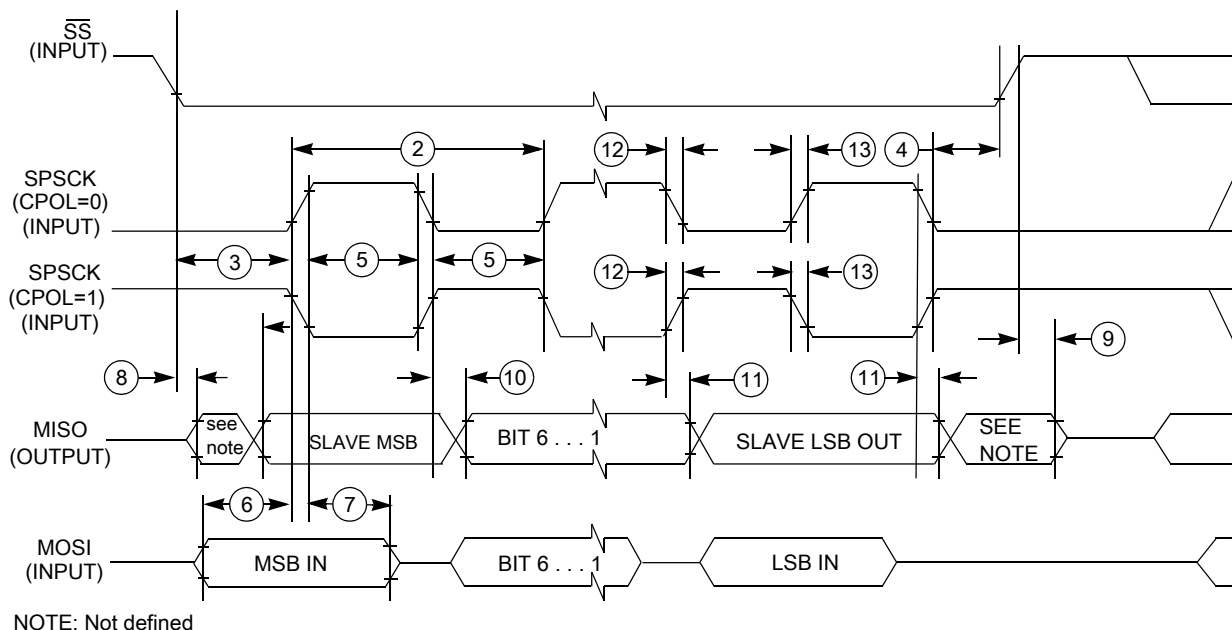 SS
(INPUT)
2
12
13
4
SPSCK
(CPOL=0)
(INPUT)
3
5
5
SPSCK
(CPOL=1)
(INPUT)
12
13
8
10
11
11
9
MISO
(OUTPUT)
see
note
SLAVE MSB
BIT 6 . . . 1
SLAVE LSB OUT
SEE
NOTE
6
7
MOSI
(INPUT)
MSB IN
BIT 6 . . . 1
LSB IN
NOTE: Not defined